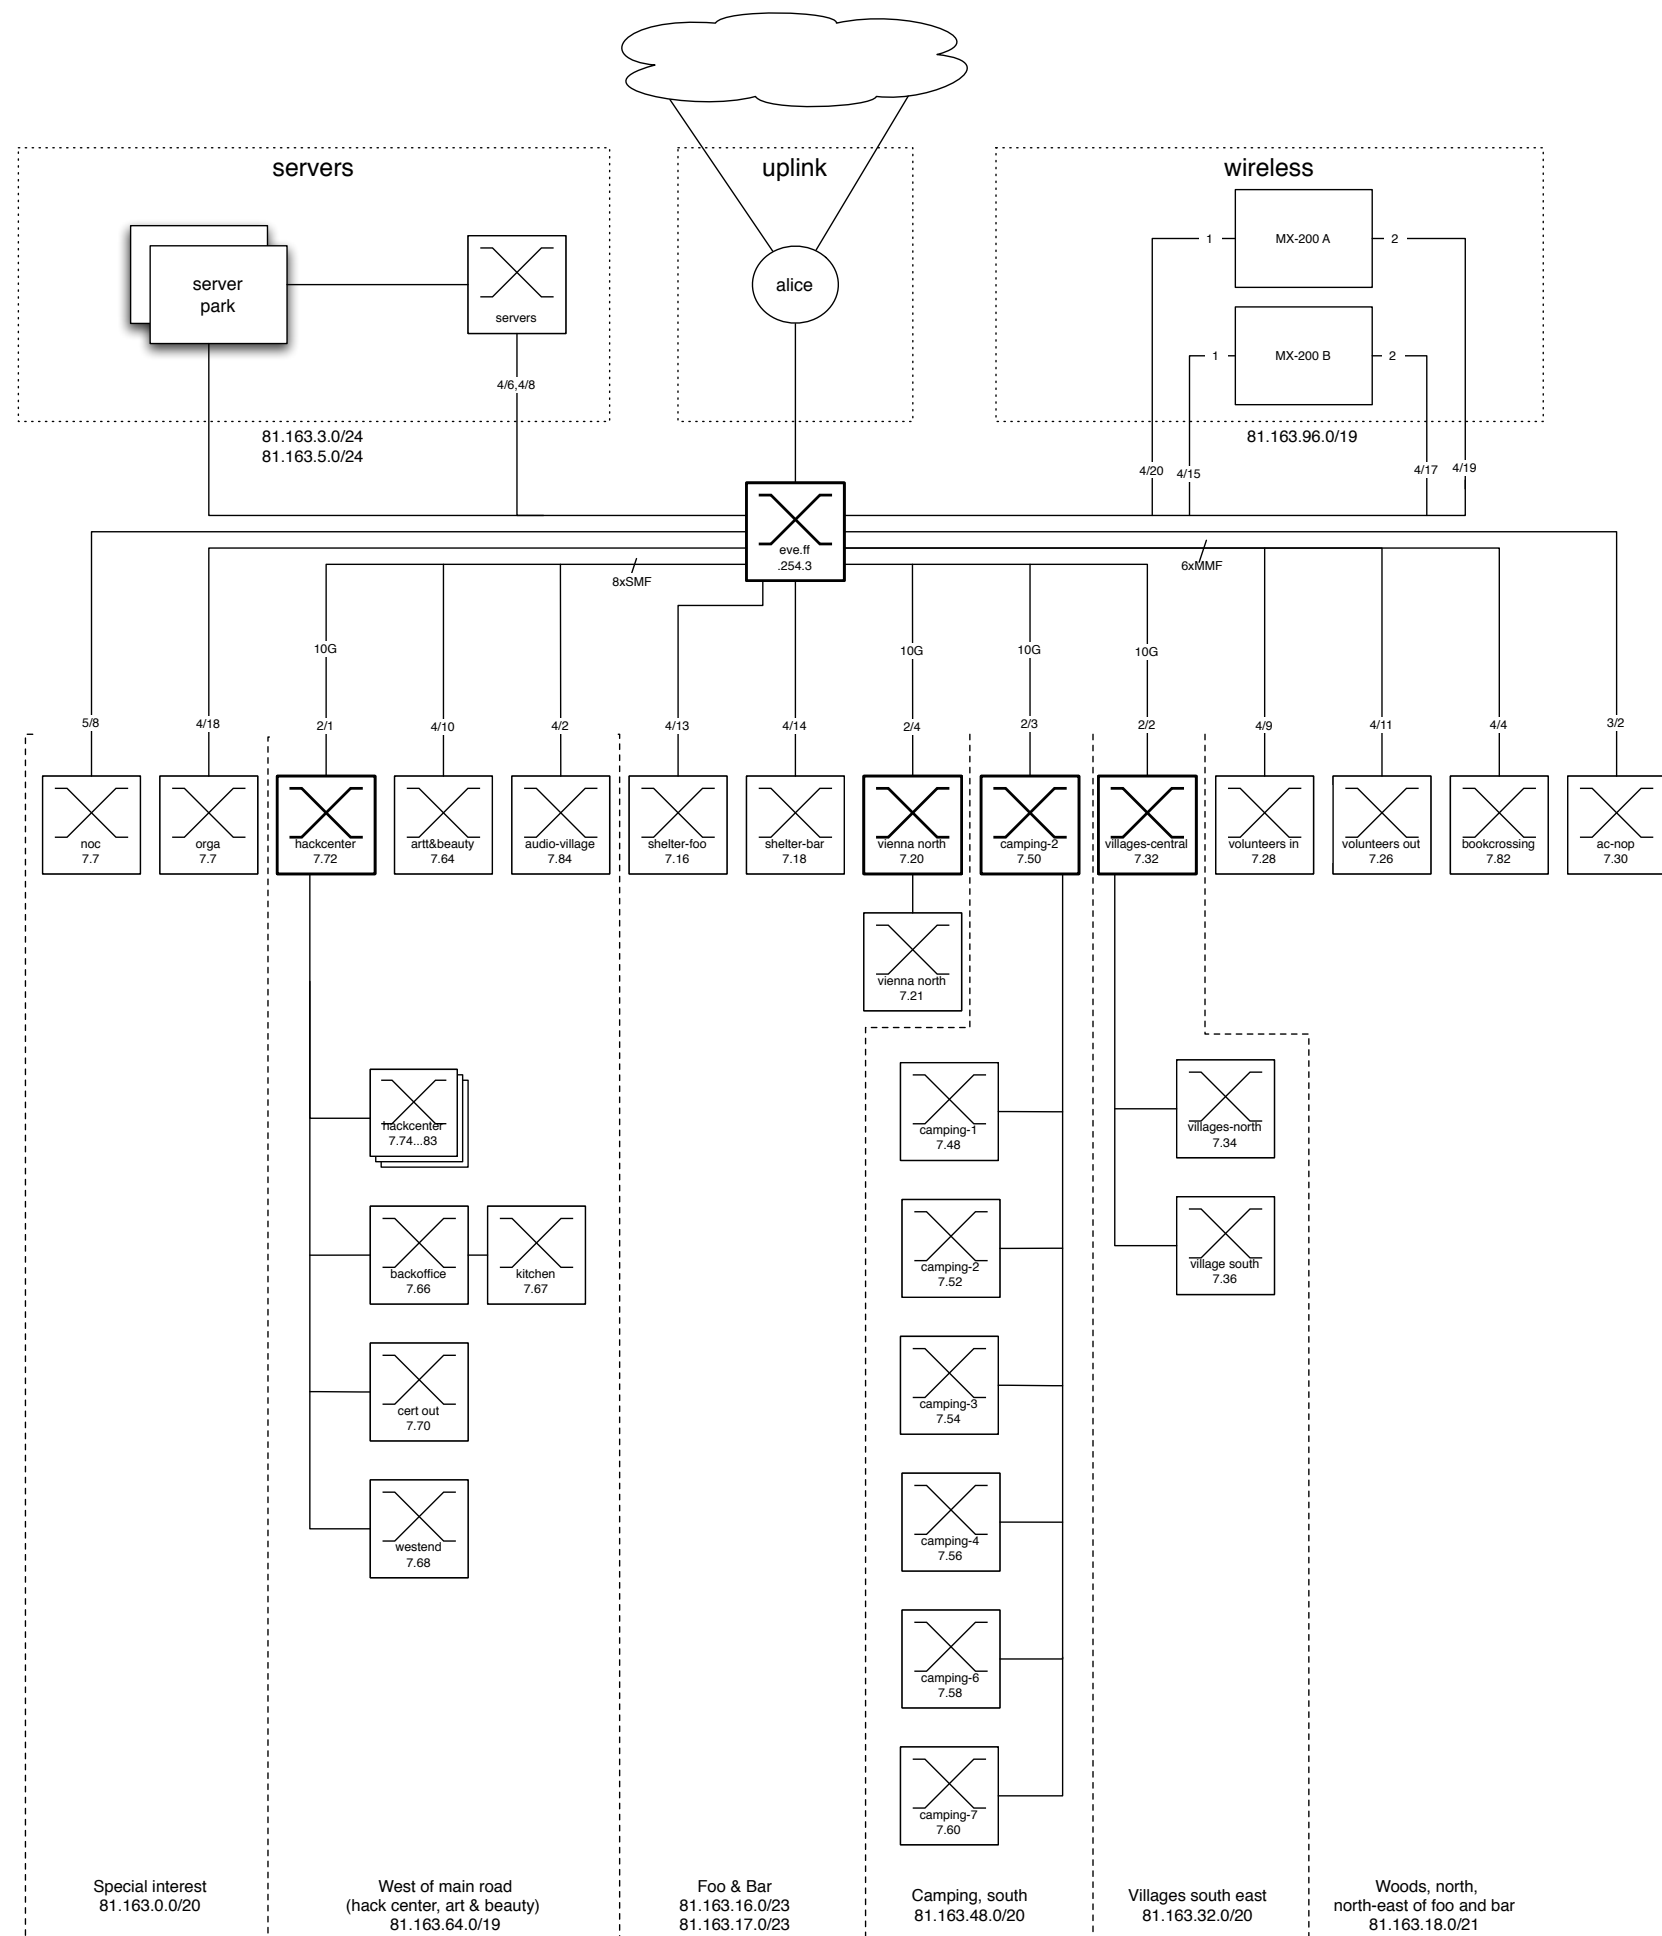 servers
uplink
wireless
server
park
servers
alice
1
MX-200 A
2
1
MX-200 B
2
4/6,4/8
81.163.3.0/24
81.163.5.0/24
81.163.96.0/19
4/20
4/15
4/17
4/19
eve.ff
.254.3
8xSMF
6xMMF
10G
10G
10G
10G
5/8
4/18
2/1
4/10
4/2
4/13
4/14
2/4
2/3
2/2
4/9
4/11
4/4
3/2
noc
7.7
orga
7.7
hackcenter
7.72
artt&beauty
7.64
audio-village
7.84
shelter-foo
7.16
shelter-bar
7.18
vienna north
7.20
camping-2
7.50
villages-central
7.32
volunteers in
7.28
volunteers out
7.26
bookcrossing
7.82
ac-nop
7.30
vienna north
7.21
hackcenter
7.74...83
camping-1
7.48
villages-north
7.34
backoffice
7.66
kitchen
7.67
camping-2
7.52
village south
7.36
cert out
7.70
camping-3
7.54
westend
7.68
camping-4
7.56
camping-6
7.58
camping-7
7.60
Special interest
81.163.0.0/20
West of main road
(hack center, art & beauty)
81.163.64.0/19
Foo & Bar
81.163.16.0/23
81.163.17.0/23
Camping, south
81.163.48.0/20
Villages south east
81.163.32.0/20
Woods, north,
north-east of foo and bar
81.163.18.0/21